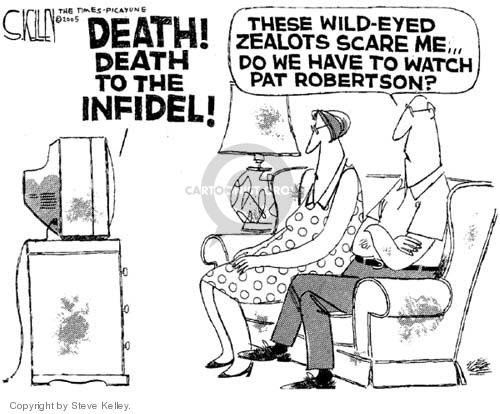 S.KELLEY
THE TIMES-PICAYUNE
©2005
DEATH!
DEATH
TO THE
INFIDEL!
THESE WILD-EYED
ZEALOTS SCARE ME...
DO WE HAVE TO WATCH
PAT ROBERTSON?
Copyright by Steve Kelley.